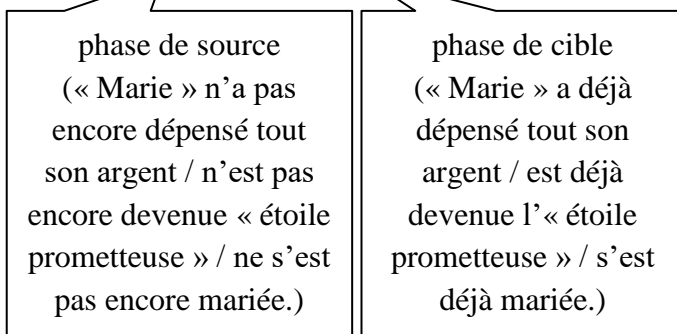 phase de source
(« Marie » n’a pas
encore dépensé tout
son argent / n’est pas
encore devenue « étoile
prometteuse » / ne s’est
pas encore mariée.)
phase de cible
(« Marie » a déjà
dépensé tout son
argent / est déjà
devenue l’« étoile
prometteuse » / s’est
déjà mariée.)